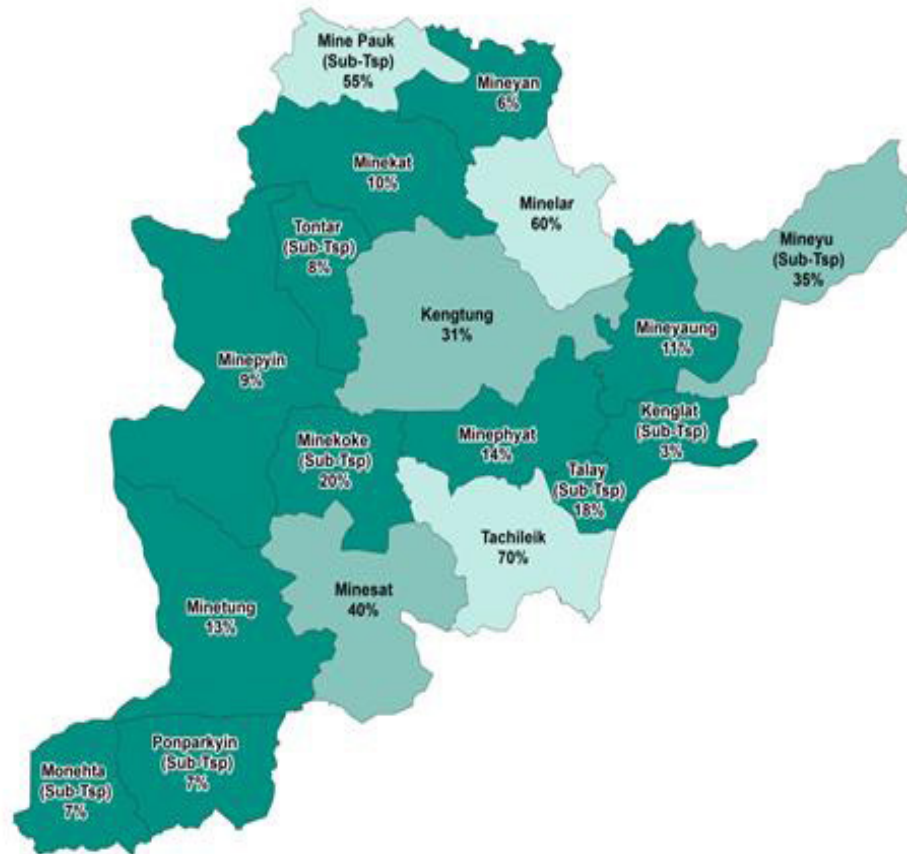 Mine Pauk
(Sub-Tsp)
55%
Mineyan
6%
Minekat
10%
Minelar
60%
Tontar
(Sub-Tsp)
8%
Mineyu
(Sub-Tsp)
35%
Kengtung
31%
Mineyaung
11%
Minepyin
9%
Minekoke
(Sub-Tsp)
20%
Minephyat
14%
Kenglat
(Sub-Tsp)
3%
Talay
(Sub-Tsp)
18%
Tachileik
70%
Minesat
40%
Minetung
13%
Ponparkyin
(Sub-Tsp)
7%
Monehta
(Sub-Tsp)
7%